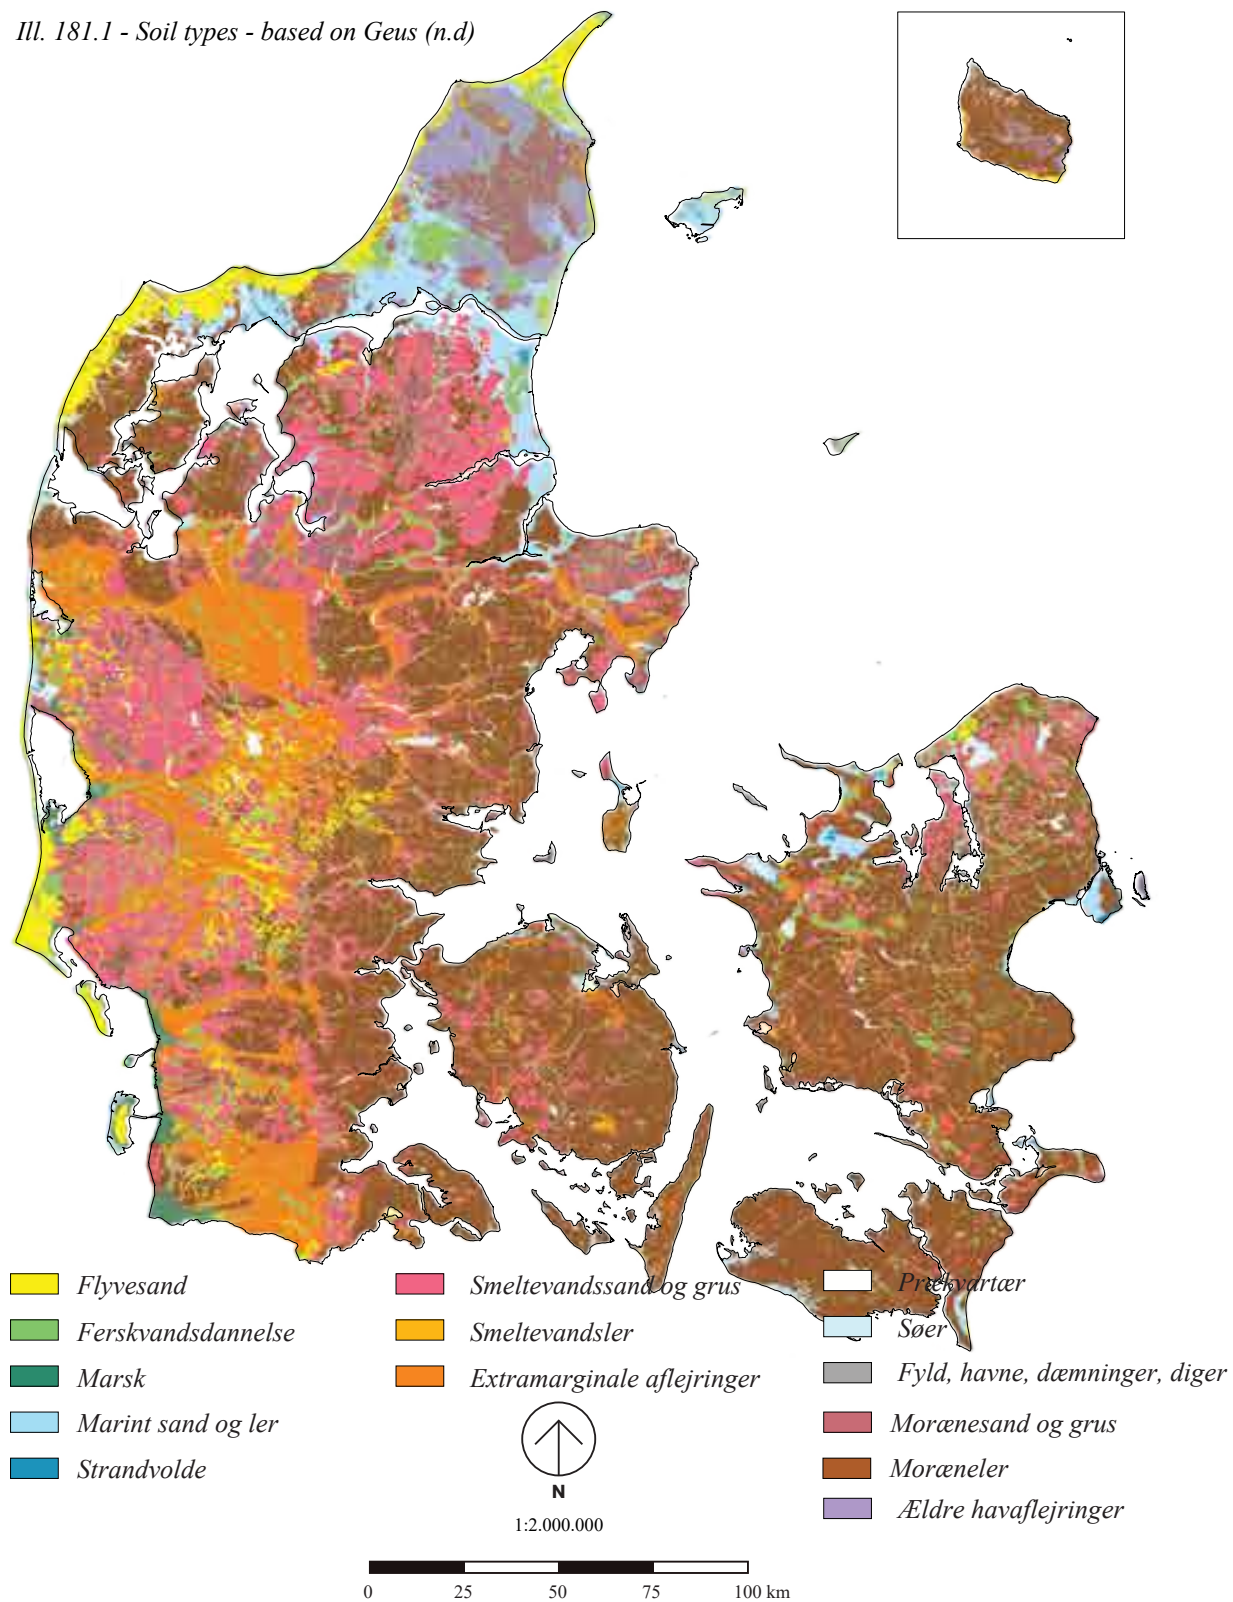 Ill. 181.1 - Soil types - based on Geus (n.d)
Flyvesand
Ferskvandsdannelse
Marsk
Marint sand og ler
Strandvolde
Smeltevandssand og grus
Smeltevandsler
Extramarginale aflejringer
Prækvartær
Søer
Fyld, havne, dæmninger, diger
Morænesand og grus
Moræneler
Ældre havaflejringer
N
1:2.000.000
0 25 50 75 100 km